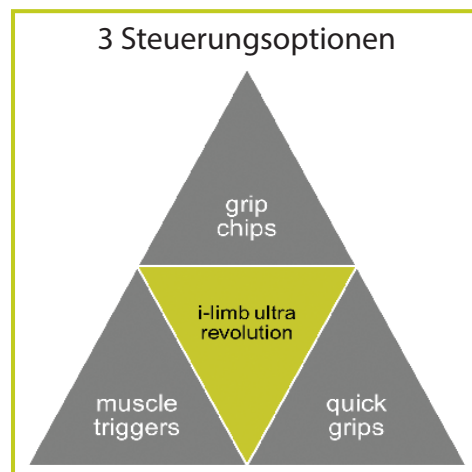 3 Steuerungsoptionen
grip
chips
i-limb ultra
revolution
muscle
triggers
quick
grips